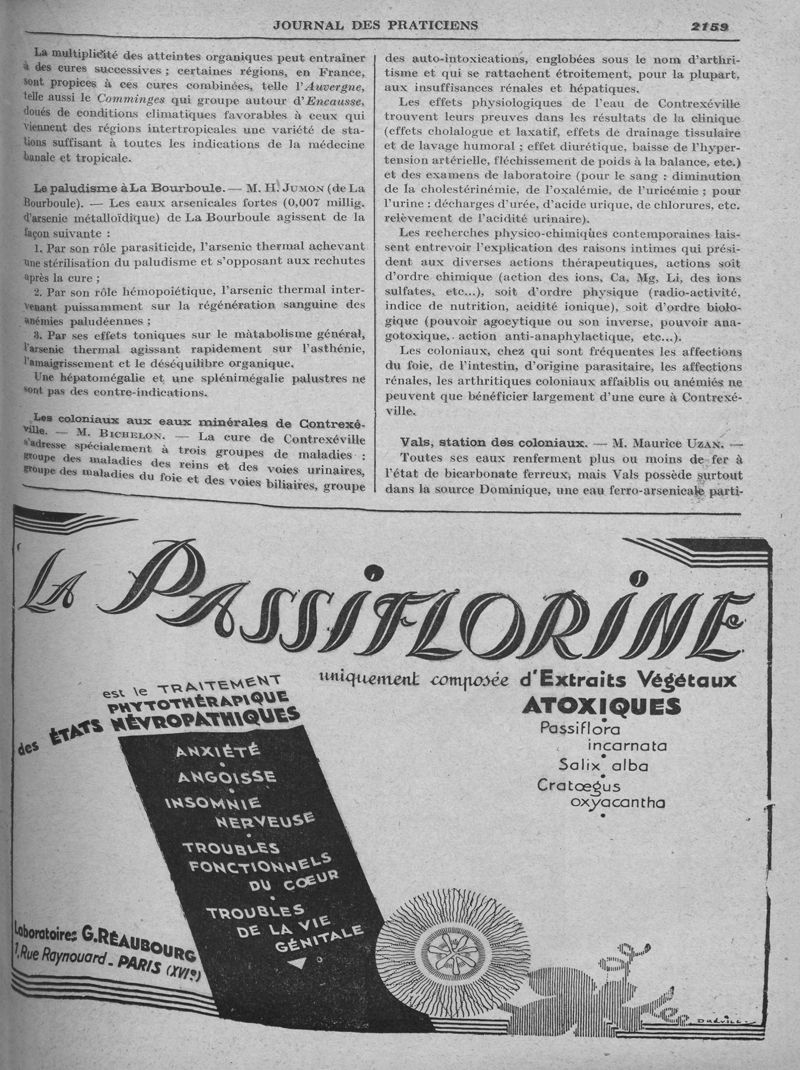 JOURNAL DES PRATICIENS
2159
La multiplicité des atteintes organiques peut entraîner
à des cures successives ; certaines régions, en France,
sont propices à ces cures combinées, telle l'Auvergne,
telle aussi le Comminges qui groupe autour d'Encausse,
doués de conditions climatiques favorables à ceux qui
viennent des régions intertropicales une variété de sta-
tions suffisant à toutes les indications de la médecine
banale et tropicale.
Le paludisme à La Bourboule. — M. H. JUMON (de La
Bourboule). — Les eaux arsenicales fortes (0,007 millig.
d'arsenic métalloïdique) de La Bourboule agissent de la
façon suivante :
1. Par son rôle parasiticide, l'arsenic thermal achevant
une stérilisation du paludisme et s'opposant aux rechutes
après la cure ;
2. Par son rôle hémopoiétique, l'arsenic thermal inter-
venant puissamment sur la régénération sanguine des
anémies paludéennes ;
3. Par ses effets toniques sur le màtabolisme général,
l'arsenic thermal agissant rapidement sur l'asthénie,
l'amaigrissement et le déséquilibre organique.
Une hépatomégalie et une splénimégalie palustres ne
sont pas des contre-indications.
Les coloniaux aux eaux minérales de Contrexé-
ville. — M. BICHELON. — La cure de Contrexéville
s'adresse spécialement à trois groupes de maladies :
groupe des maladies des reins et des voies urinaires,
groupe des maladies du foie et des voies biliaires, groupe
des auto-intoxications, englobées sous le nom d'arthri-
tisme et qui se rattachent étroitement, pour la plupart,
aux insuffisances rénales et hépatiques.
Les effets physiologiques de l'eau de Contrexéville
trouvent leurs preuves dans les résultats de la clinique
(effets cholalogue et laxatif, effets de drainage tissulaire
et de lavage humoral ; effet diurétique, baisse de l'hyper-
tension artérielle, fléchissement de poids à la balance, etc.)
et des examens de laboratoire (pour le sang : diminution
de la cholestérinémie, de l'oxalémie, de l'uricémie ; pour
l'urine : décharges d'urée, d'acide urique, de chlorures, etc.
relèvement de l'acidité urinaire).
Les recherches physico-chimiques contemporaines lais-
sent entrevoir l'explication des raisons intimes qui prési-
dent aux diverses actions thérapeutiques, actions soit
d'ordre chimique (action des ions, Ca, Mg, Li, des ions
sulfates, etc...), soit d'ordre physique (radio-activité,
indice de nutrition, acidité ionique), soit d'ordre biolo-
gique (pouvoir agocytique ou son inverse, pouvoir ana-
gotoxique, action anti-anaphylactique, etc...).
Les coloniaux, chez qui sont fréquentes les affections
du foie, de l'intestin, d'origine parasitaire, les affections
rénales, les arthritiques coloniaux affaiblis ou anémiés ne
peuvent que bénéficier largement d'une cure à Contrexé-
ville.
Vals, station des coloniaux. — M. Maurice UZAN. —
Toutes ses eaux renferment plus ou moins de fer à
l'état de bicarbonate ferreux, mais Vals possède surtout
dans la source Dominique, une eau ferro-arsenicale parti-
LA PASSIFLORINE
uniquement composée d'Extraits Végétaux
ATOXIQUES
Passiflora
incarnata
Salix alba
Cratœgus
oxyacantha
est le TRAITEMENT
PHYTOTHÉRAPIQUE
des ÉTATS NÉVROPATHIQUES
ANXIÉTÉ
ANGOISSE
INSOMNIE
NERVEUSE
TROUBLES
FONCTIONNELS
DU CŒUR
TROUBLES
DE LA VIE
GÉNITALE
Laboratoires G.RÉAUBOURG
1, Rue Raynouard - PARIS (XVIe)